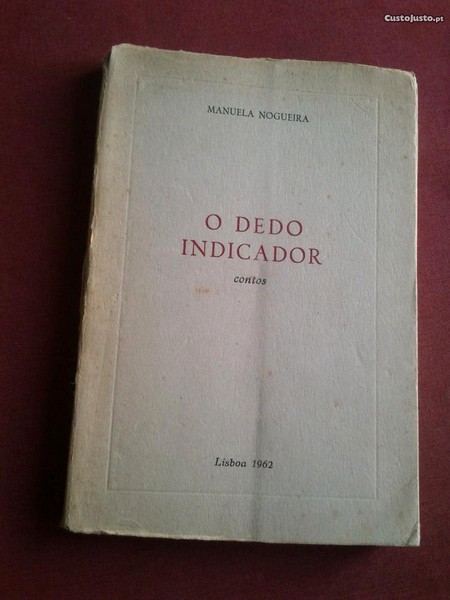 CustoJusto.pt
MANUELA NOGUEIRA
O DEDO
INDICADOR
contos
Lisboa 1962